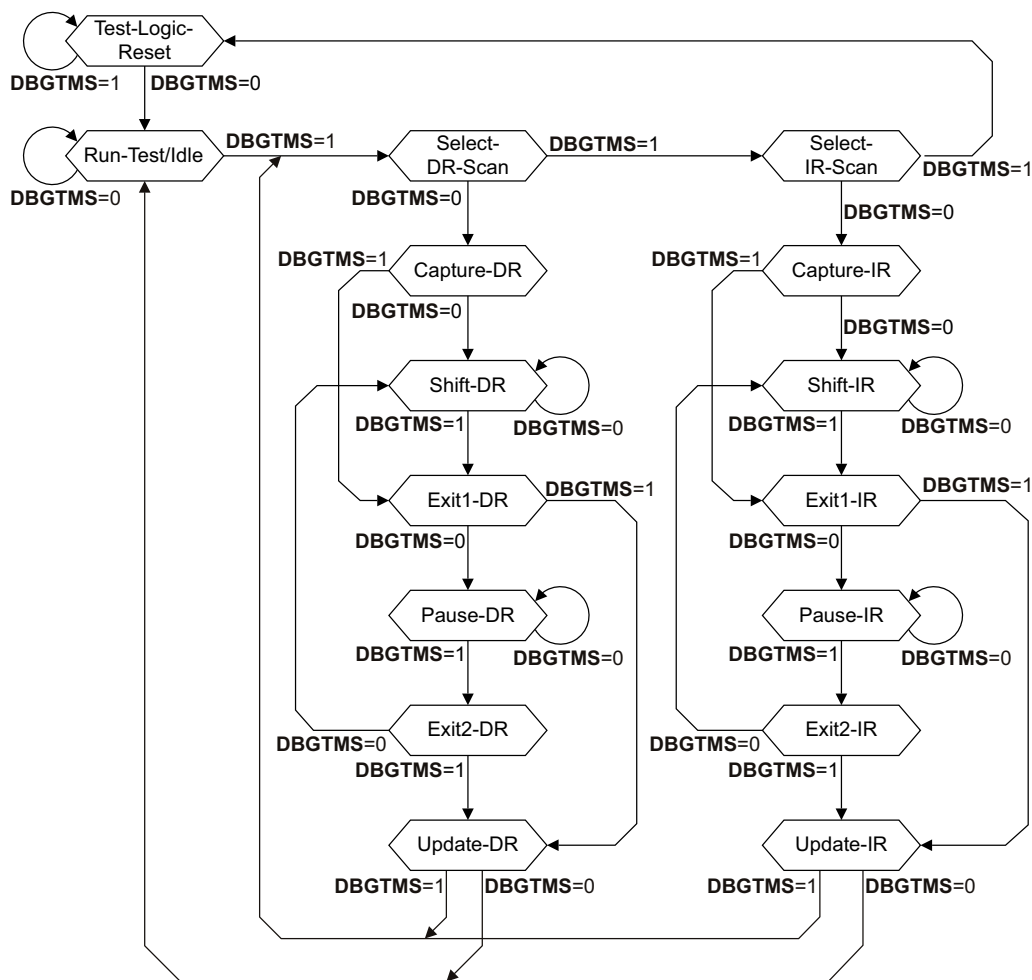 Test-Logic-
Reset
DBGTMS=1
DBGTMS=0
Run-Test/Idle
DBGTMS=1
Select-
DR-Scan
DBGTMS=1
Select-
IR-Scan
DBGTMS=1
DBGTMS=0
DBGTMS=0
DBGTMS=0
DBGTMS=1
Capture-DR
DBGTMS=1
Capture-IR
DBGTMS=0
DBGTMS=0
Shift-DR
Shift-IR
DBGTMS=1
DBGTMS=0
DBGTMS=1
DBGTMS=0
Exit1-DR
DBGTMS=1
Exit1-IR
DBGTMS=1
DBGTMS=0
DBGTMS=0
Pause-DR
Pause-IR
DBGTMS=1
DBGTMS=0
DBGTMS=1
DBGTMS=0
Exit2-DR
Exit2-IR
DBGTMS=0
DBGTMS=0
DBGTMS=1
DBGTMS=1
Update-DR
Update-IR
DBGTMS=1
DBGTMS=0
DBGTMS=1
DBGTMS=0